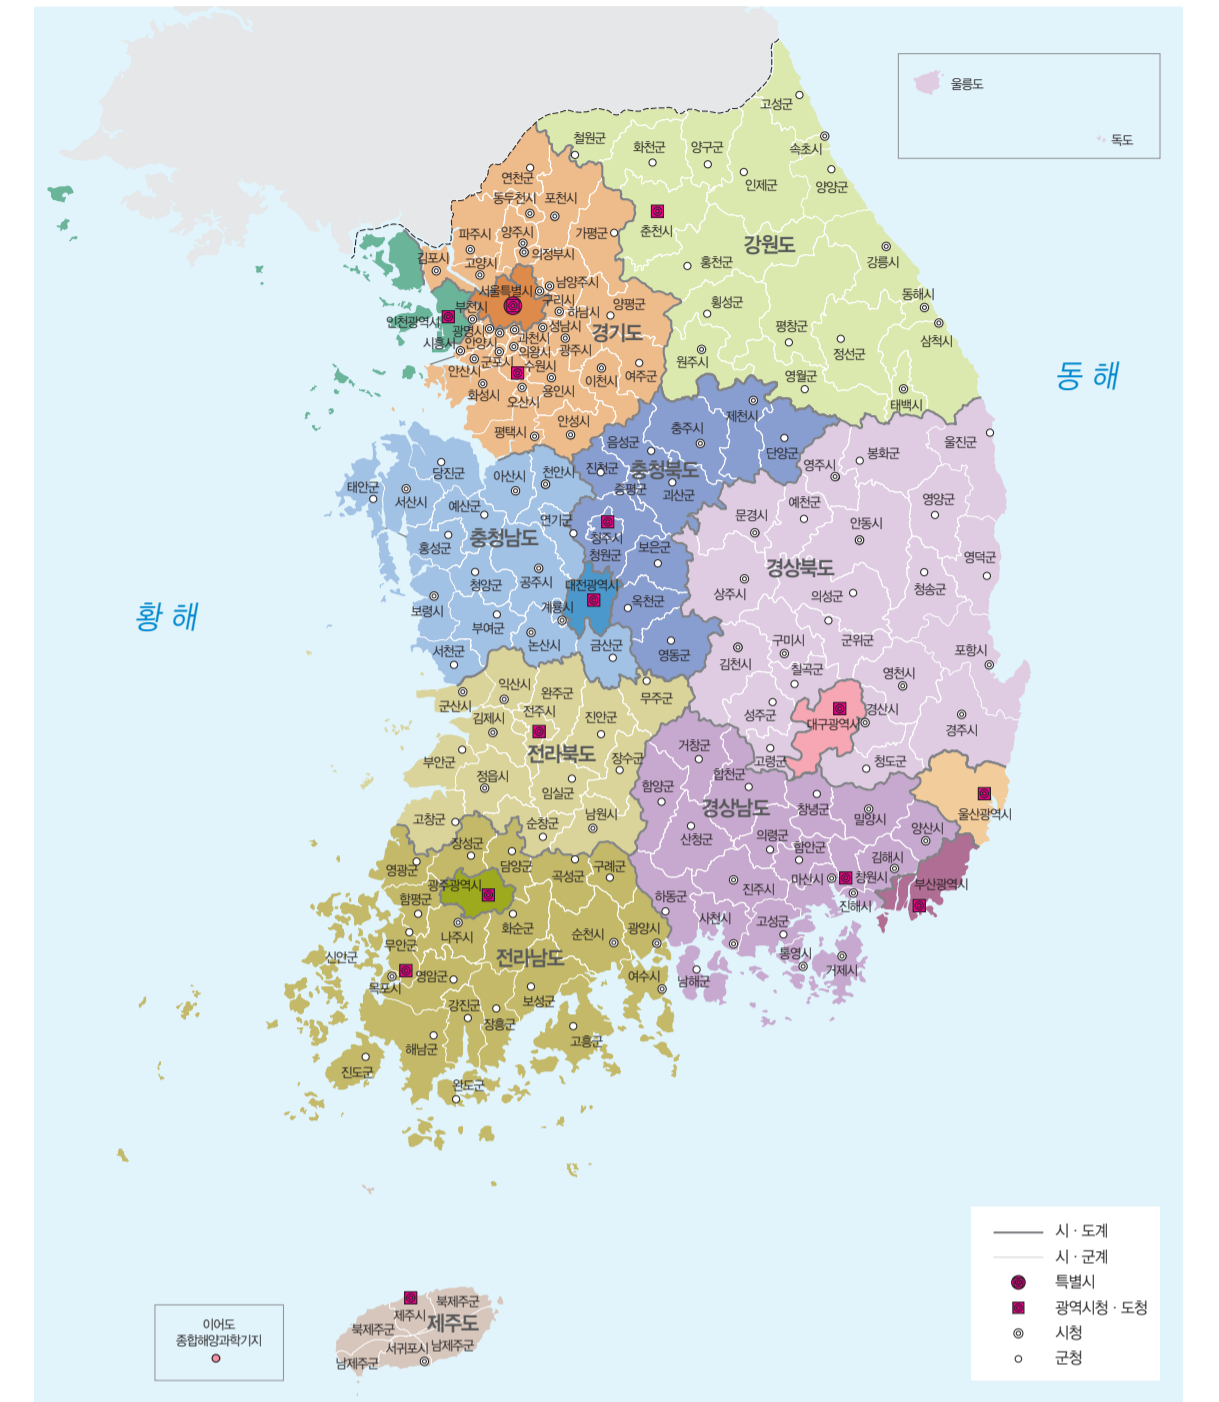 울릉도
독도
고성군
속초시
철원군
화천군
양구군
인제군
양양군
연천군
동두천시
포천시
춘천시
강원도
파주시
양주시
의정부시
가평군
홍천군
강릉시
김포시
고양시
남양주시
서울특별시
구리시
하남시
양평군
횡성군
동해시
인천광역시
부천시
광명시
과천시
성남시
경기도
평창군
정선군
삼척시
시흥시
안양시
의왕시
광주시
군포시
수원시
안산시
이천시
여주군
원주시
영월군
태백시
화성시
오산시
용인시
동해
평택시
안성시
음성군
충주시
제천시
단양군
울진군
당진군
아산시
천안시
진천군
충청북도
영주시
봉화군
태안군
서산시
예산군
증평군
괴산군
예천군
영양군
연기군
문경시
안동시
홍성군
충청남도
청주시
청원군
보은군
경상북도
영덕군
청양군
공주시
대전광역시
상주시
의성군
청송군
황해
보령시
계룡시
옥천군
부여군
논산시
금산군
영동군
구미시
군위군
서천군
김천시
칠곡군
영천시
포항시
군산시
익산시
완주군
무주군
김제시
전주시
진안군
성주군
대구광역시
경산시
경주시
부안군
전라북도
장수군
거창군
고령군
청도군
정읍시
임실군
함양군
합천군
경상남도
창녕군
밀양시
울산광역시
고창군
순창군
남원시
산청군
의령군
함안군
양산시
장성군
담양군
곡성군
구례군
김해시
영광군
광주광역시
진주시
마산시
창원시
부산광역시
함평군
하동군
진해시
나주시
화순군
순천시
광양시
사천시
고성군
무안군
신안군
전라남도
통영시
거제시
목포시
영암군
여수시
남해군
강진군
보성군
장흥군
해남군
고흥군
진도군
완도군
시·도계
시·군계
특별시
광역시청·도청
시청
군청
이어도
종합해양과학기지
북제주군
제주시
제주도
북제주군
서귀포시
남제주군
남제주군